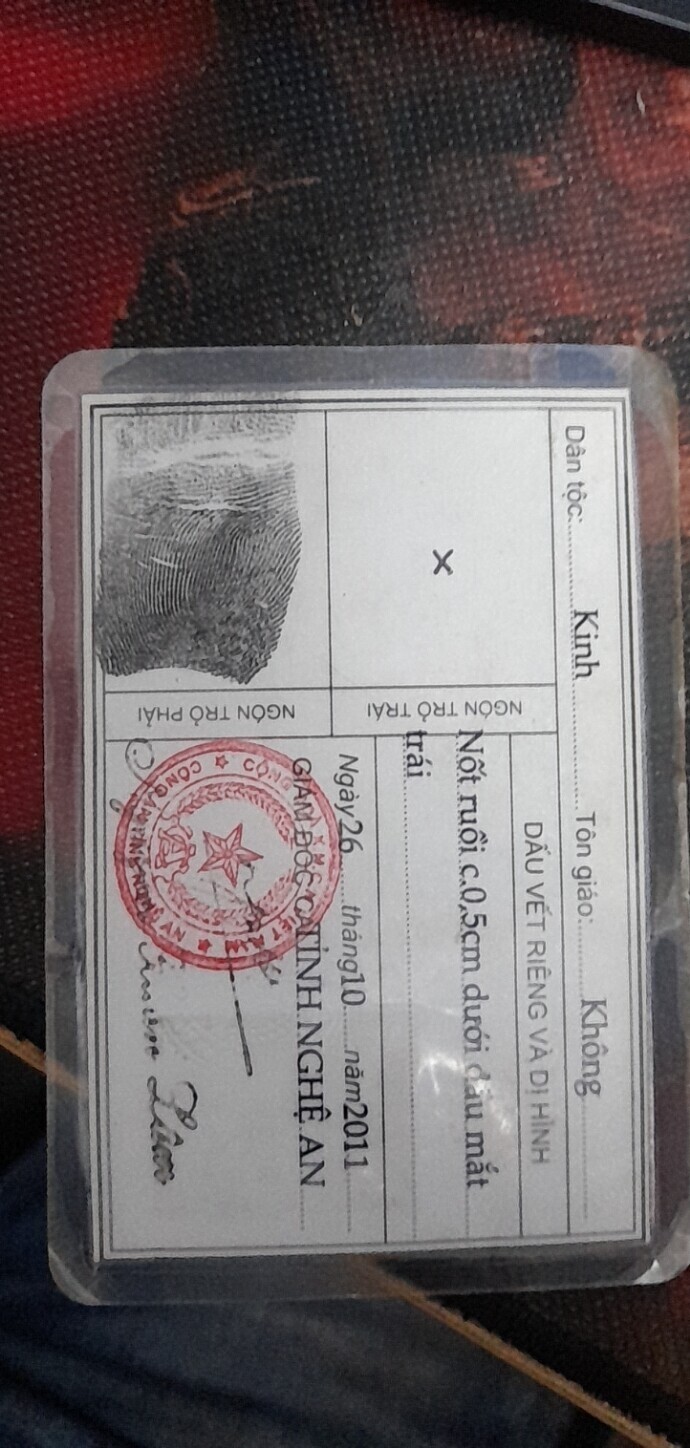 Dân tộc: Kinh Tôn giáo: Không
NGÓN TRỎ TRÁI
X
DẤU VẾT RIÊNG VÀ DỊ HÌNH
Nốt ruồi c.0,5cm dưới đầu mắt
trái
NGÓN TRỎ PHẢI
Ngày 26 tháng 10 năm 2011
GIÁM ĐỐC CA TỈNH NGHỆ AN